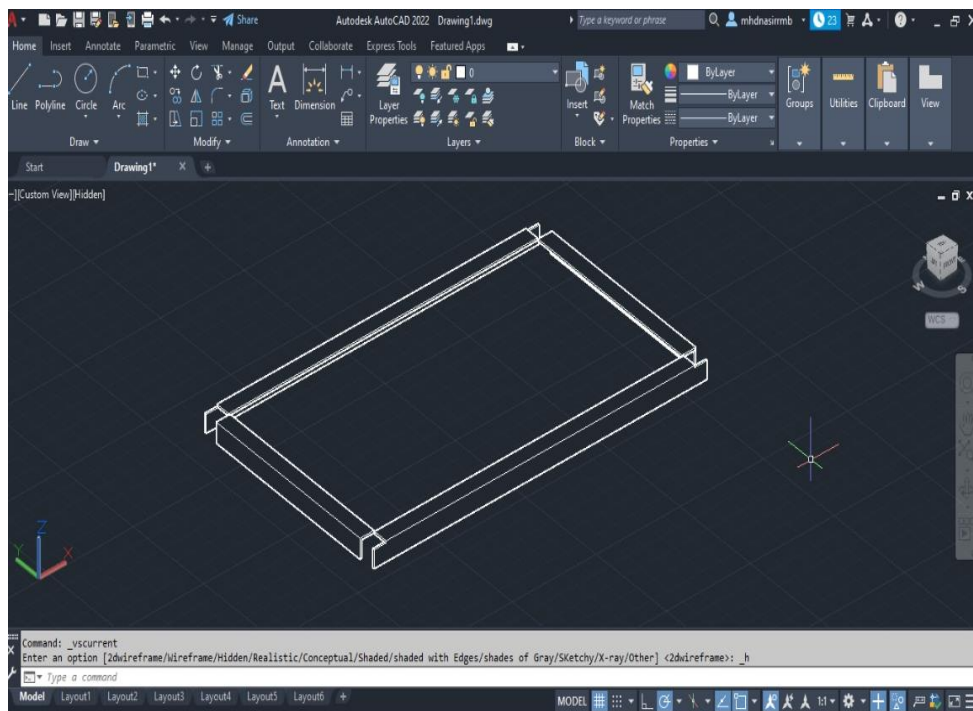 Share
Autodesk AutoCAD 2022 Drawing1.dwg
Type a keyword or phrase
mhdnasirrmb
23
Home Insert Annotate Parametric View Manage Output Collaborate Express Tools Featured Apps
Line Polyline Circle Arc
Text Dimension
Layer
Properties
0
Insert
Match
Properties
ByLayer
ByLayer
ByLayer
Groups Utilities Clipboard View
Draw Modify Annotation Layers Block Properties
Start Drawing1* X +
-][Custom View][Hidden]
W S
WCS
Z
Y X
Command: _vscurrent
Enter an option [2dwireframe/Wireframe/Hidden/Realistic/Conceptual/Shaded/shaded with Edges/shades of Gray/SKetchy/X-ray/Other] <2dwireframe>: _h
Type a command
Model Layout1 Layout2 Layout3 Layout4 Layout5 Layout6 +
MODEL 1:1